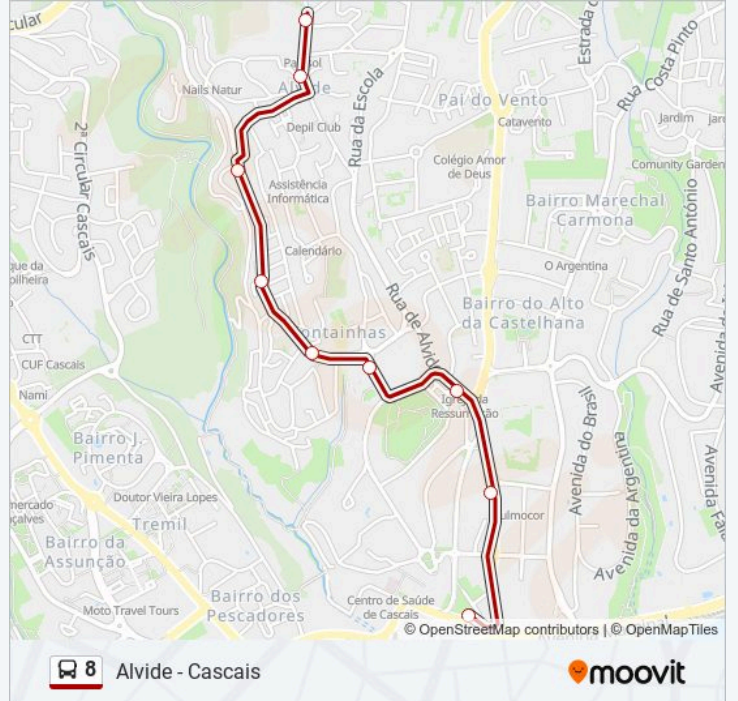 cular
Estrada
Rua Costa Pinto
Nails Natur
Rua da Escola
Pai do Vento
Catavento
Depil Club
Jardim
2ª Circular Cascais
Colégio Amor
de Deus
Comunity Garden
Assistência
Informática
Bairro Marechal
Carmona
Rua de Santo António
Calendário
O Argentina
que da
pilheira
Rua de Alvide
Bairro do Alto
da Castelhana
ontainhas
CTT
CUF Cascais
Nami
Avenida d
Bairro J.
Pimenta
Avenida do Brasil
Avenida da Argentina
Doutor Vieira Lopes
mercado
çalves
Tremil
ulmocor
Bairro da
Assunção
Bairro dos
Pescadores
Moto Travel Tours
Centro de Saúde
de Cascais
© OpenStreetMap contributors | © OpenMapTiles
8 Alvide - Cascais
moovit